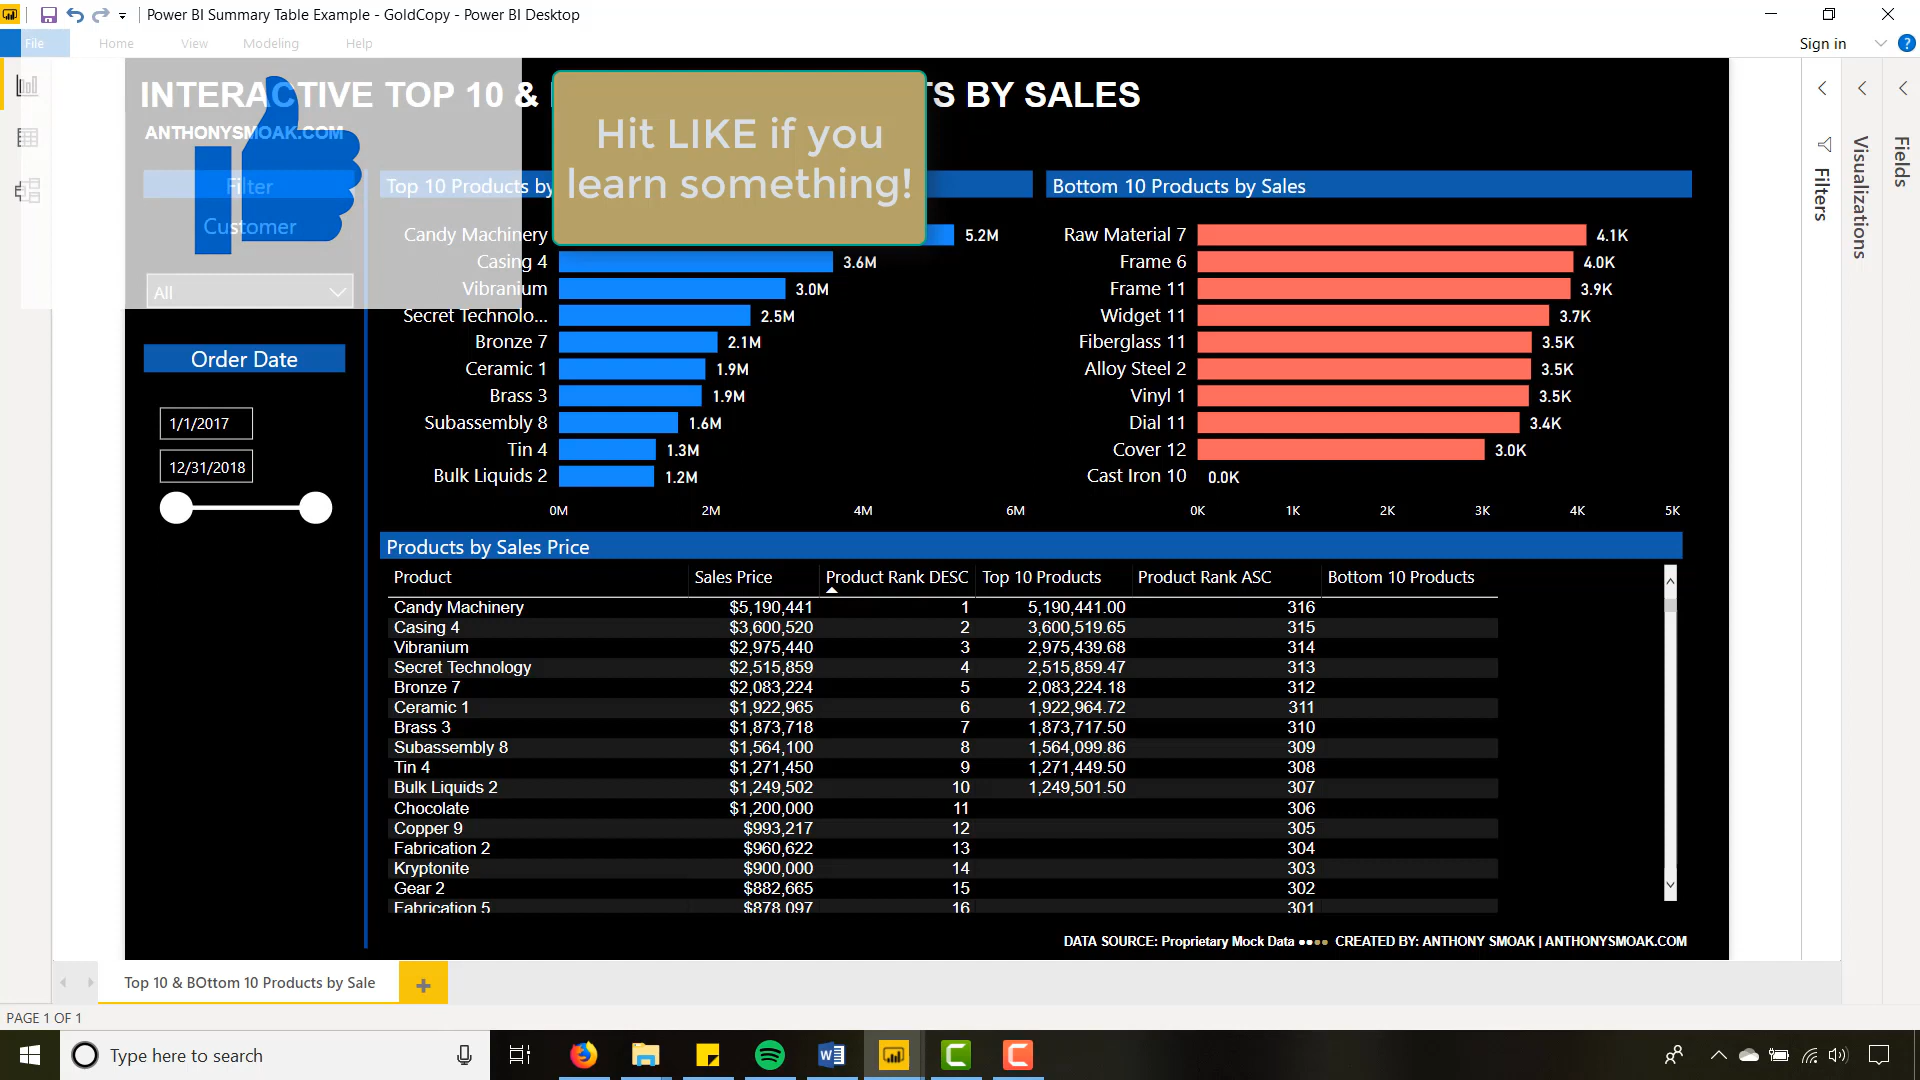 Power BI Summary Table Example - GoldCopy - Power BI Desktop
File Home View Modeling Help
Sign in
INTERACTIVE TOP 10 & S BY SALES
ANTHONYSMOAK.COM
Hit LIKE if you
learn something!
Filter
Customer
All
Order Date
1/1/2017
12/31/2018
Top 10 Products by
Candy Machinery 5.2M
Casing 4 3.6M
Vibranium 3.0M
Secret Technolo... 2.5M
Bronze 7 2.1M
Ceramic 1 1.9M
Brass 3 1.9M
Subassembly 8 1.6M
Tin 4 1.3M
Bulk Liquids 2 1.2M
0M 2M 4M 6M
Bottom 10 Products by Sales
Raw Material 7 4.1K
Frame 6 4.0K
Frame 11 3.9K
Widget 11 3.7K
Fiberglass 11 3.5K
Alloy Steel 2 3.5K
Vinyl 1 3.5K
Dial 11 3.4K
Cover 12 3.0K
Cast Iron 10 0.0K
0K 1K 2K 3K 4K 5K
Products by Sales Price
Product Sales Price Product Rank DESC Top 10 Products Product Rank ASC Bottom 10 Products
Candy Machinery $5,190,441 1 5,190,441.00 316
Casing 4 $3,600,520 2 3,600,519.65 315
Vibranium $2,975,440 3 2,975,439.68 314
Secret Technology $2,515,859 4 2,515,859.47 313
Bronze 7 $2,083,224 5 2,083,224.18 312
Ceramic 1 $1,922,965 6 1,922,964.72 311
Brass 3 $1,873,718 7 1,873,717.50 310
Subassembly 8 $1,564,100 8 1,564,099.86 309
Tin 4 $1,271,450 9 1,271,449.50 308
Bulk Liquids 2 $1,249,502 10 1,249,501.50 307
Chocolate $1,200,000 11 306
Copper 9 $993,217 12 305
Fabrication 2 $960,622 13 304
Kryptonite $900,000 14 303
Gear 2 $882,665 15 302
Fabrication 5 $878,097 16 301
DATA SOURCE: Proprietary Mock Data CREATED BY: ANTHONY SMOAK | ANTHONYSMOAK.COM
Filters
Visualizations
Fields
Top 10 & BOttom 10 Products by Sale
PAGE 1 OF 1
Type here to search